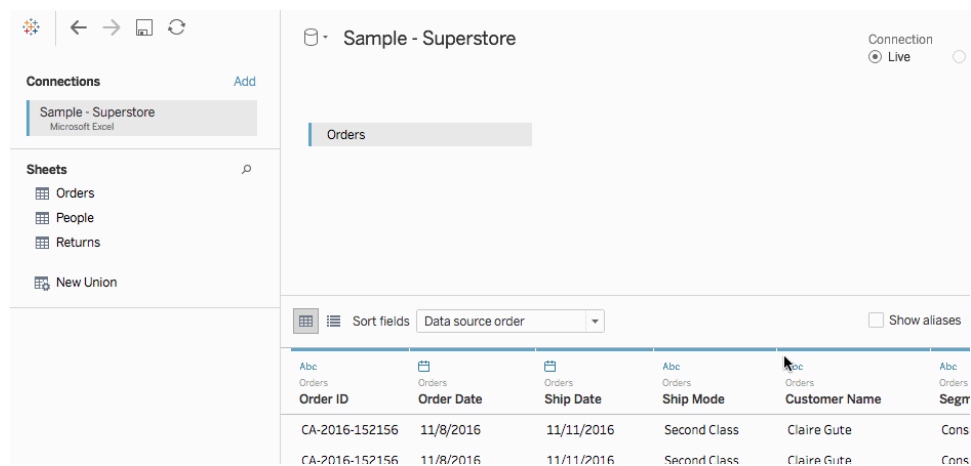 Sample - Superstore
Connection
Live
Connections
Add
Sample - Superstore
Microsoft Excel
Orders
Sheets
Orders
People
Returns
New Union
Sort fields
Data source order
Show aliases
Abc Abc Abc
Orders Orders Orders Orders Orders Orders
Order ID Order Date Ship Date Ship Mode Customer Name
CA-2016-152156 11/8/2016 11/11/2016 Second Class Claire Gute
CA-2016-152156 11/8/2016 11/11/2016 Second Class Claire Gute